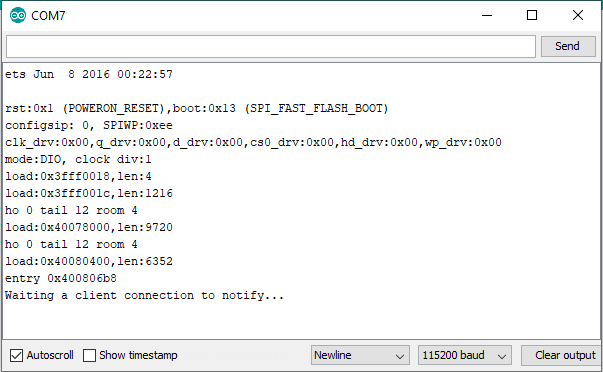 COM7
Send
ets Jun  8 2016 00:22:57
rst:0x1 (POWERON_RESET),boot:0x13 (SPI_FAST_FLASH_BOOT)
configsip: 0, SPIWP:0xee
clk_drv:0x00,q_drv:0x00,d_drv:0x00,cs0_drv:0x00,hd_drv:0x00,wp_drv:0x00
mode:DIO, clock div:1
load:0x3fff0018,len:4
load:0x3fff001c,len:1216
ho 0 tail 12 room 4
load:0x40078000,len:9720
ho 0 tail 12 room 4
load:0x40080400,len:6352
entry 0x400806b8
Waiting a client connection to notify...
Autoscroll Show timestamp Newline 115200 baud Clear output